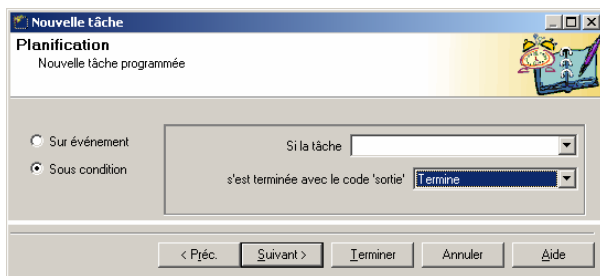 Nouvelle tâche
Planification
Nouvelle tâche programmée
Sur événement
Sous condition
Si la tâche
s'est terminée avec le code 'sortie' Termine
< Préc. Suivant > Terminer Annuler Aide